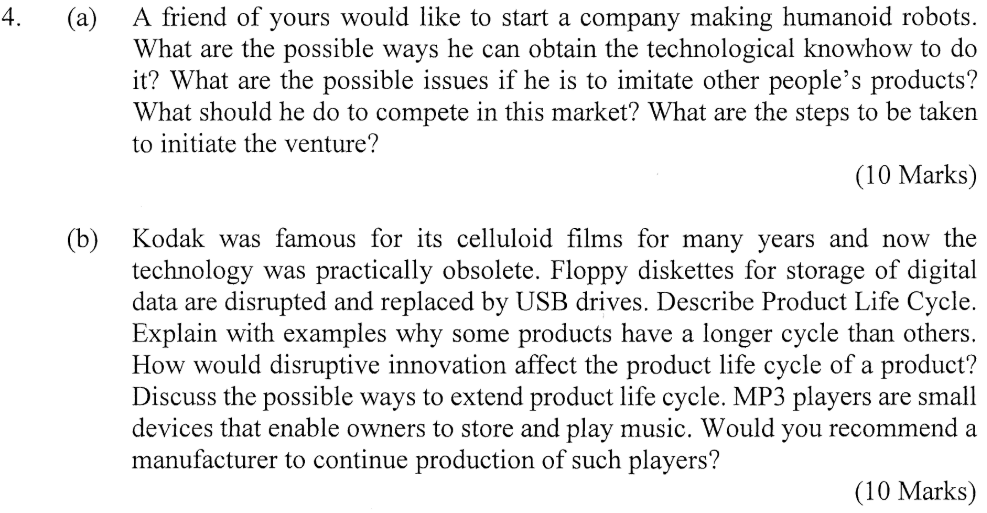 4. (a) A friend of yours would like to start a company making humanoid robots.
What are the possible ways he can obtain the technological knowhow to do
it? What are the possible issues if he is to imitate other people's products?
What should he do to compete in this market? What are the steps to be taken
to initiate the venture?
(10 Marks)
(b) Kodak was famous for its celluloid films for many years and now the
technology was practically obsolete. Floppy diskettes for storage of digital
data are disrupted and replaced by USB drives. Describe Product Life Cycle.
Explain with examples why some products have a longer cycle than others.
How would disruptive innovation affect the product life cycle of a product?
Discuss the possible ways to extend product life cycle. MP3 players are small
devices that enable owners to store and play music. Would you recommend a
manufacturer to continue production of such players?
(10 Marks)